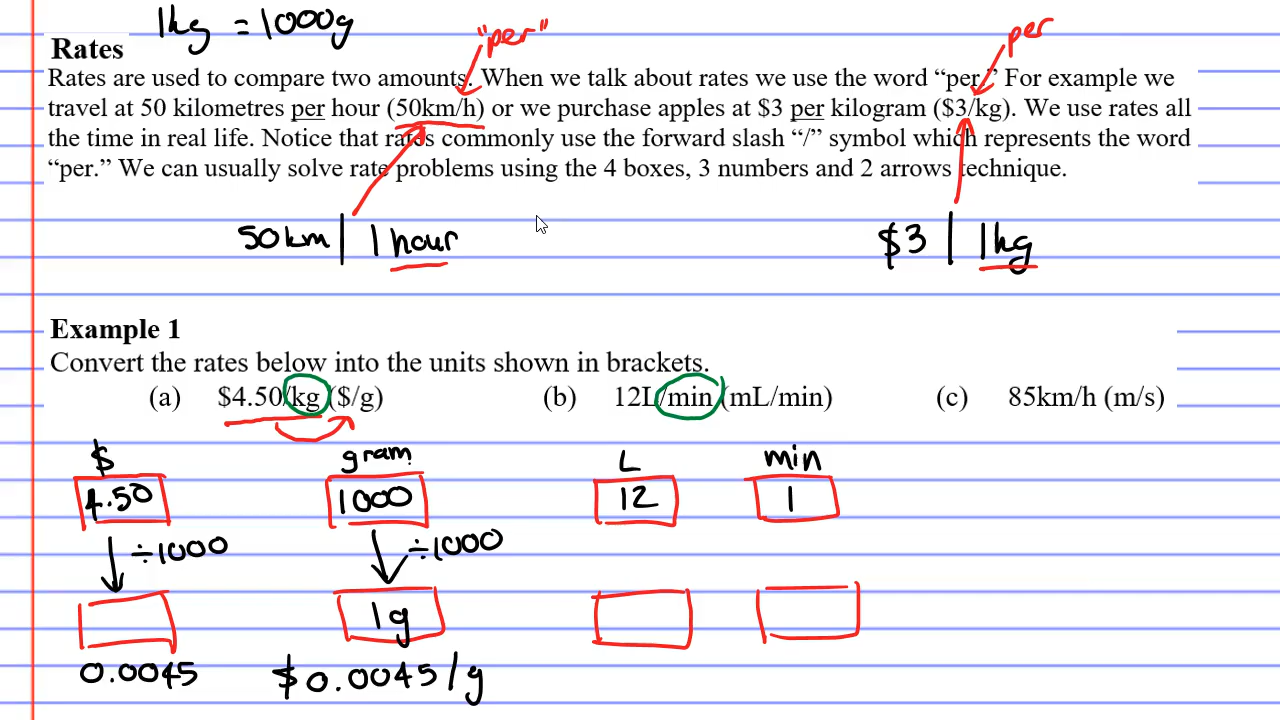 1kg = 1000g
"per"
per
Rates
Rates are used to compare two amounts. When we talk about rates we use the word “per.” For example we
travel at 50 kilometres per hour (50km/h) or we purchase apples at $3 per kilogram ($3/kg). We use rates all
the time in real life. Notice that rates commonly use the forward slash “/” symbol which represents the word
“per.” We can usually solve rate problems using the 4 boxes, 3 numbers and 2 arrows technique.
50km | 1 hour
$3 | 1kg
Example 1
Convert the rates below into the units shown in brackets.
(a) $4.50/kg ($/g) (b) 12L/min (mL/min) (c) 85km/h (m/s)
$ gram L min
4.50 1000 12 1
÷1000 ÷1000
1g
0.0045 $0.0045/g